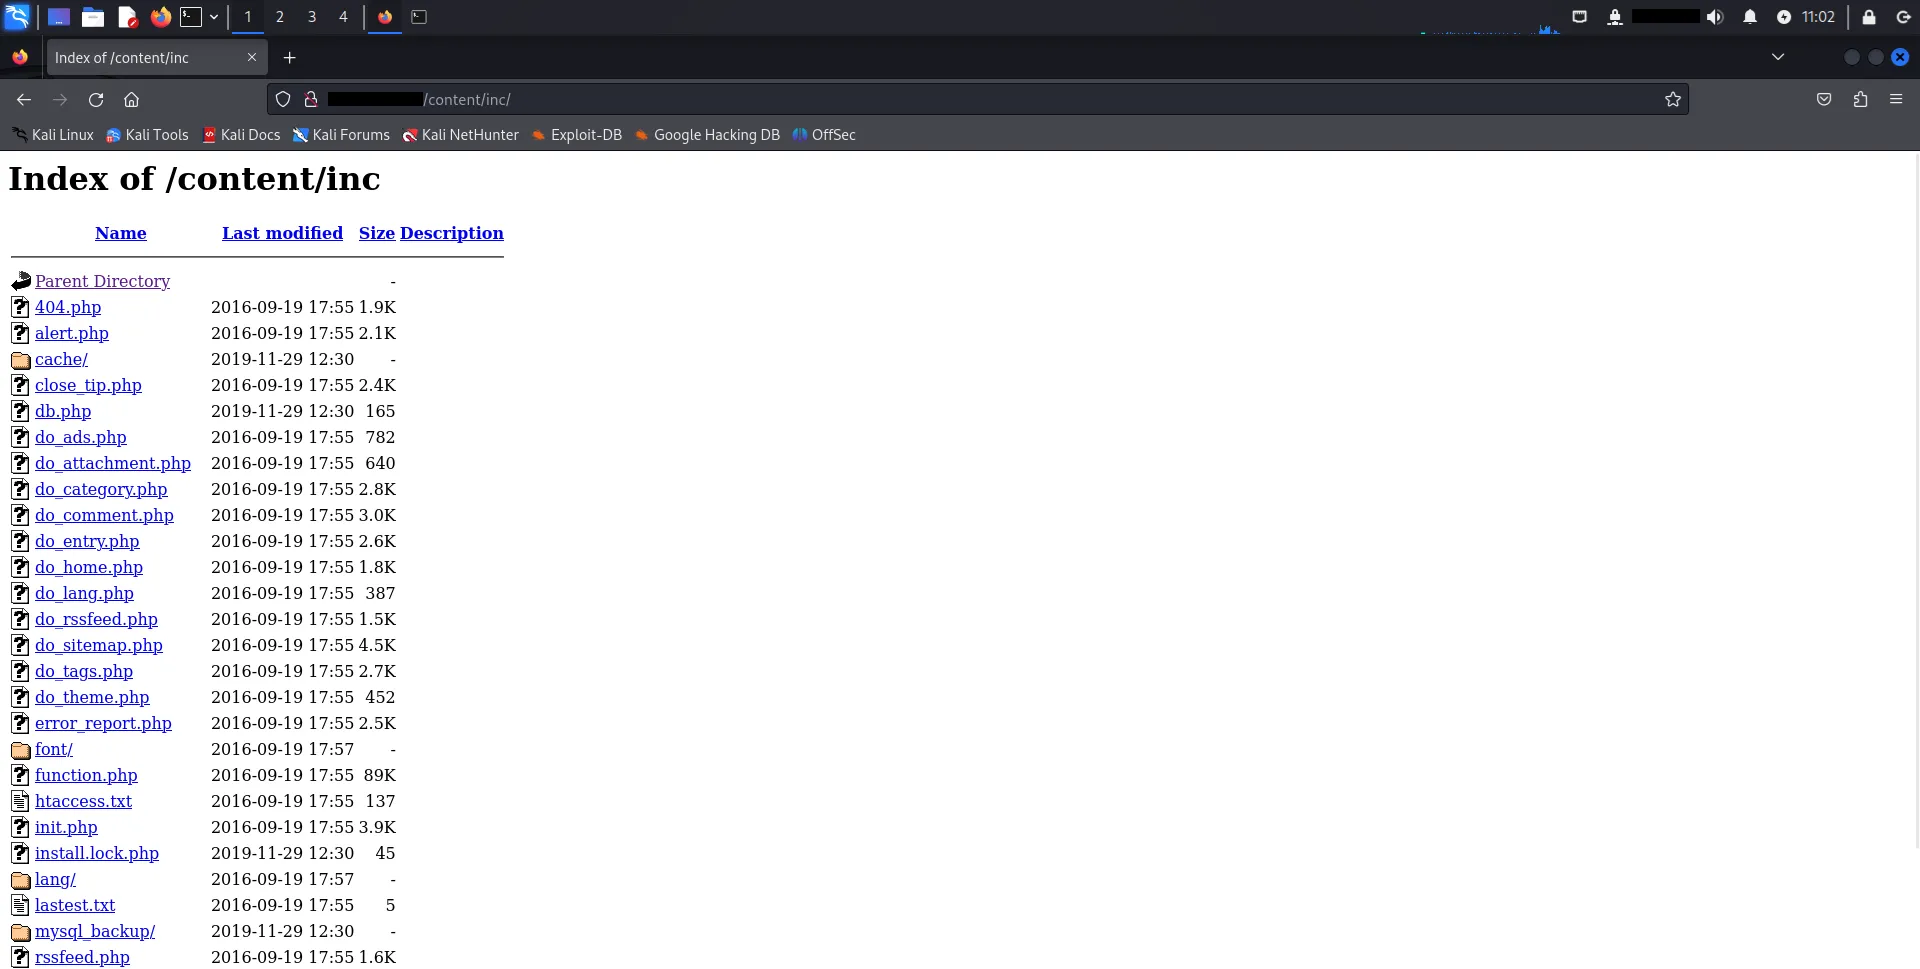 1 2 3 4 11:02
Index of /content/inc
/content/inc/
Kali Linux Kali Tools Kali Docs Kali Forums Kali NetHunter Exploit-DB Google Hacking DB OffSec
Index of /content/inc
Name Last modified Size Description
Parent Directory -
404.php 2016-09-19 17:55 1.9K
alert.php 2016-09-19 17:55 2.1K
cache/ 2019-11-29 12:30 -
close_tip.php 2016-09-19 17:55 2.4K
db.php 2019-11-29 12:30 165
do_ads.php 2016-09-19 17:55 782
do_attachment.php 2016-09-19 17:55 640
do_category.php 2016-09-19 17:55 2.8K
do_comment.php 2016-09-19 17:55 3.0K
do_entry.php 2016-09-19 17:55 2.6K
do_home.php 2016-09-19 17:55 1.8K
do_lang.php 2016-09-19 17:55 387
do_rssfeed.php 2016-09-19 17:55 1.5K
do_sitemap.php 2016-09-19 17:55 4.5K
do_tags.php 2016-09-19 17:55 2.7K
do_theme.php 2016-09-19 17:55 452
error_report.php 2016-09-19 17:55 2.5K
font/ 2016-09-19 17:57 -
function.php 2016-09-19 17:55 89K
htaccess.txt 2016-09-19 17:55 137
init.php 2016-09-19 17:55 3.9K
install.lock.php 2019-11-29 12:30 45
lang/ 2016-09-19 17:57 -
lastest.txt 2016-09-19 17:55 5
mysql_backup/ 2019-11-29 12:30 -
rssfeed.php 2016-09-19 17:55 1.6K